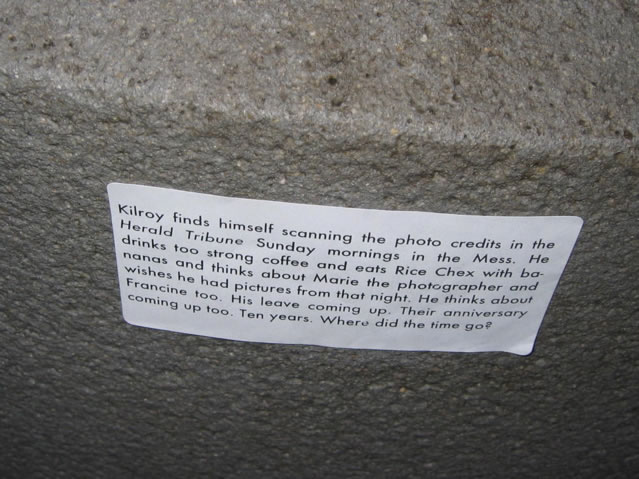 Kilroy finds himself scanning the photo credits in the
Herald Tribune Sunday mornings in the Mess. He
drinks too strong coffee and eats Rice Chex with ba-
nanas and thinks about Marie the photographer and
wishes he had pictures from that night. He thinks about
Francine too. His leave coming up. Their anniversary
coming up too. Ten years. Where did the time go?